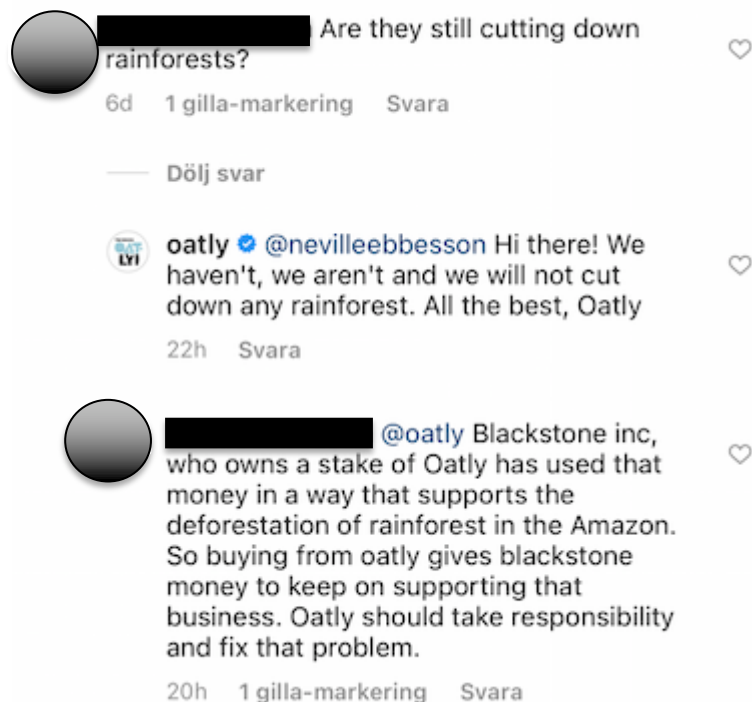 Are they still cutting down
rainforests?
6d 1 gilla-markering Svara
Dölj svar
oatly @nevilleebbesson Hi there! We
haven't, we aren't and we will not cut
down any rainforest. All the best, Oatly
22h Svara
@oatly Blackstone inc,
who owns a stake of Oatly has used that
money in a way that supports the
deforestation of rainforest in the Amazon.
So buying from oatly gives blackstone
money to keep on supporting that
business. Oatly should take responsibility
and fix that problem.
20h 1 gilla-markering Svara